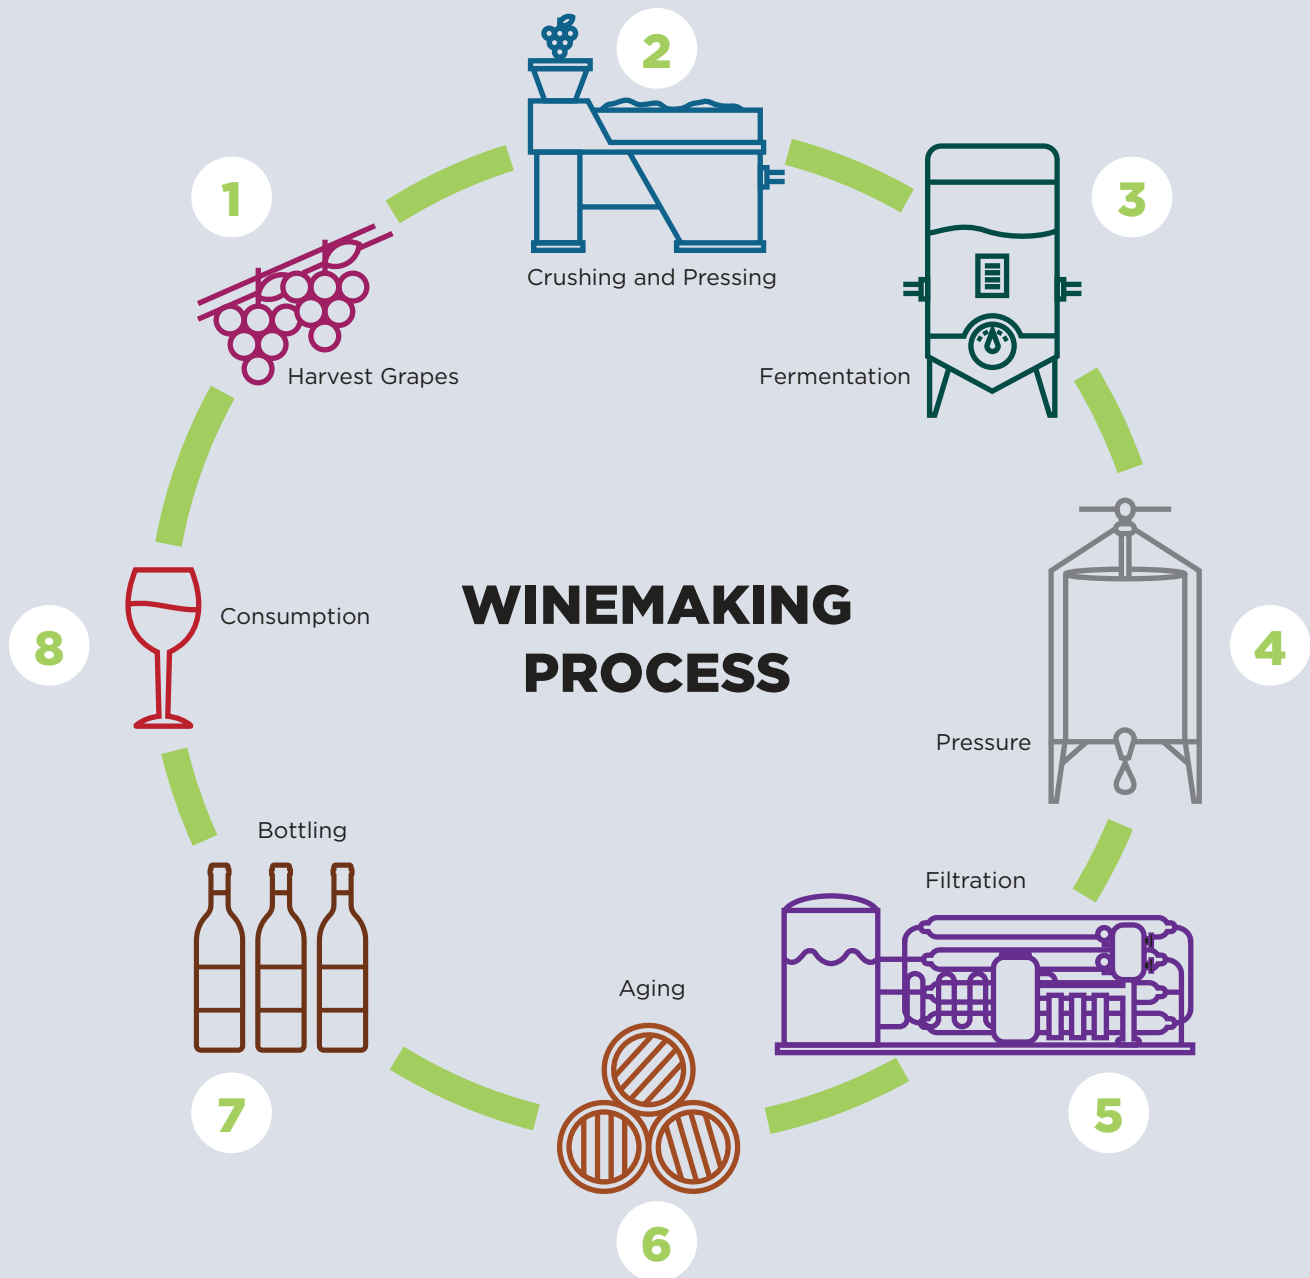 2
1
3
Crushing and Pressing
Harvest Grapes
Fermentation
WINEMAKING
PROCESS
Consumption
8
4
Pressure
Bottling
Filtration
Aging
7
5
6